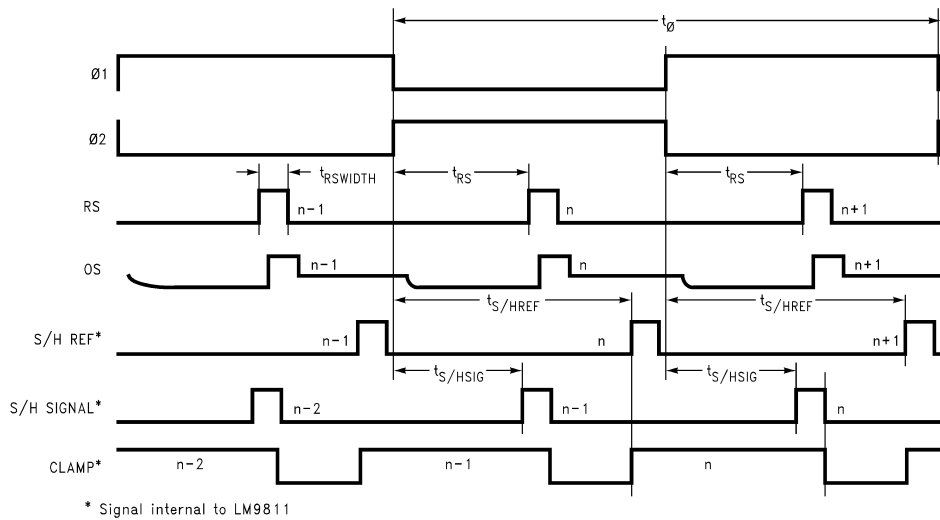 tØ
Ø1
Ø2
tRSWIDTH tRS tRS
RS n-1 n n+1
OS n-1 n n+1
tS/HREF tS/HREF
S/H REF* n-1 n n+1
tS/HSIG tS/HSIG
S/H SIGNAL* n-2 n-1 n
CLAMP* n-2 n-1 n
* Signal internal to LM9811